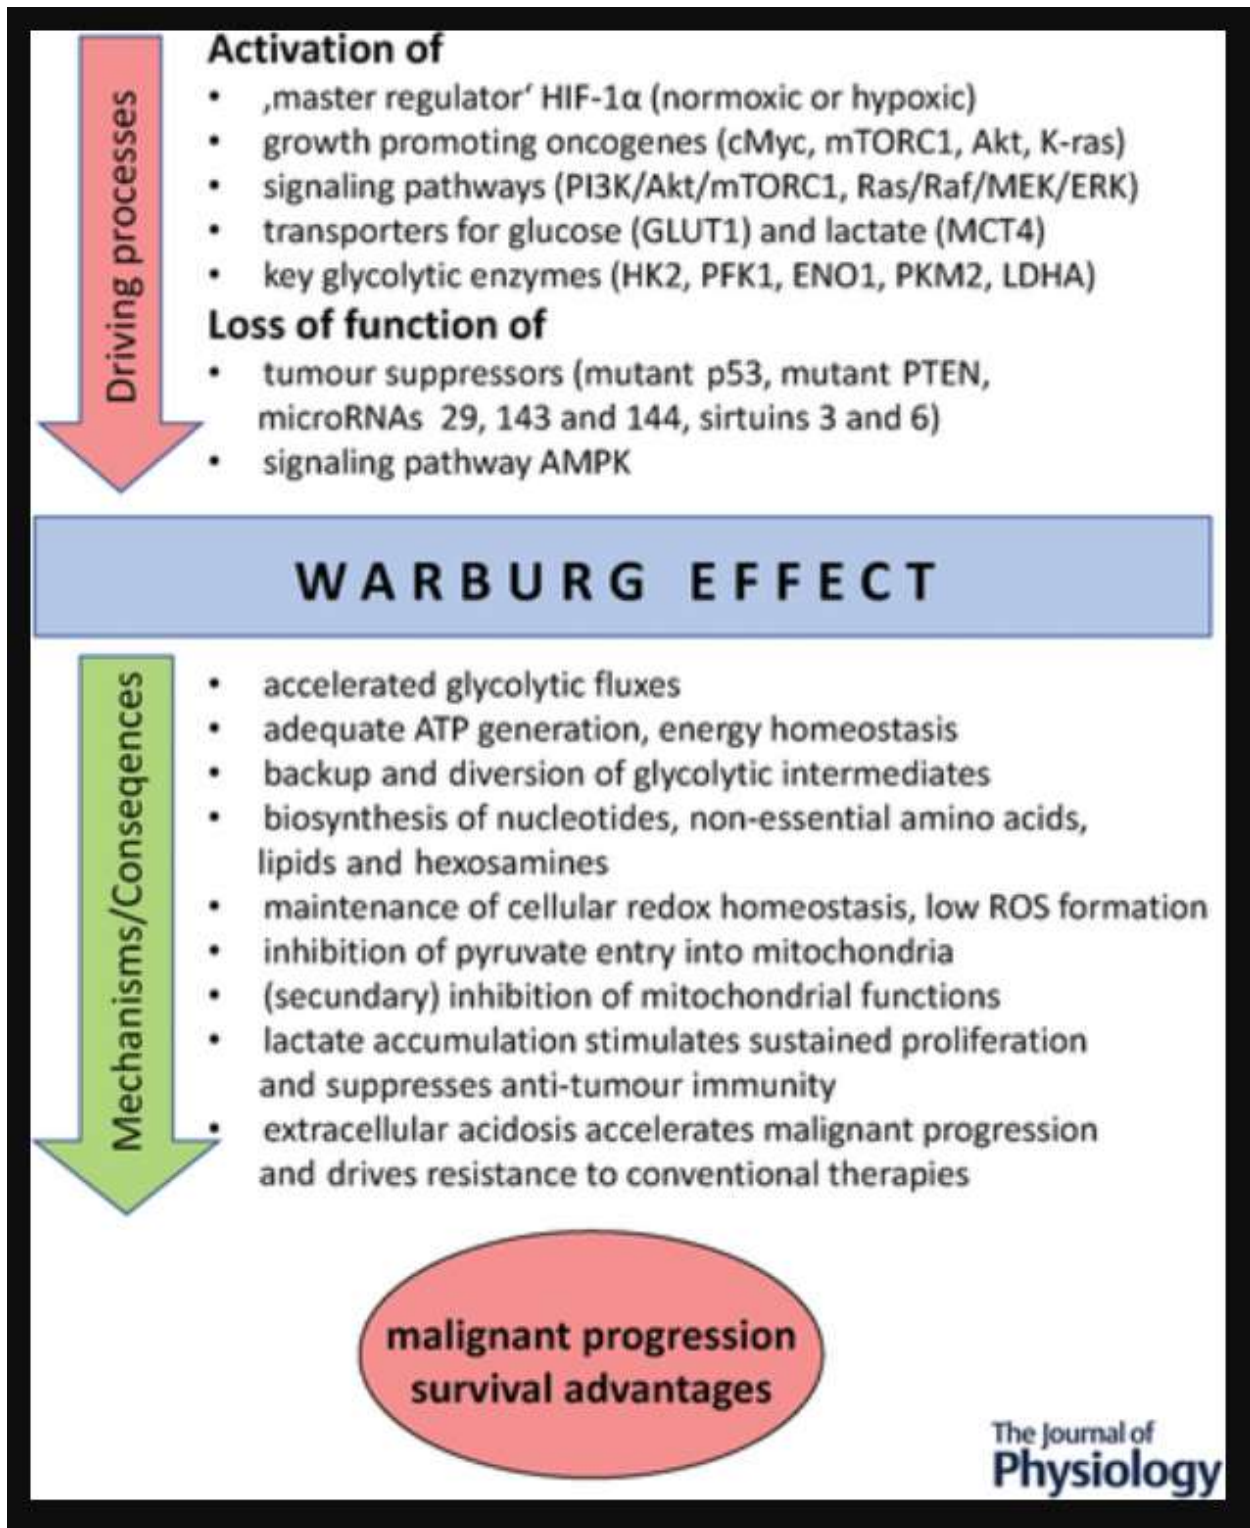 Driving processes
Activation of
• ‚master regulator‘ HIF-1α (normoxic or hypoxic)
• growth promoting oncogenes (cMyc, mTORC1, Akt, K-ras)
• signaling pathways (PI3K/Akt/mTORC1, Ras/Raf/MEK/ERK)
• transporters for glucose (GLUT1) and lactate (MCT4)
• key glycolytic enzymes (HK2, PFK1, ENO1, PKM2, LDHA)
Loss of function of
• tumour suppressors (mutant p53, mutant PTEN,
microRNAs 29, 143 and 144, sirtuins 3 and 6)
• signaling pathway AMPK
WARBURG EFFECT
Mechanisms/Conseqences
• accelerated glycolytic fluxes
• adequate ATP generation, energy homeostasis
• backup and diversion of glycolytic intermediates
• biosynthesis of nucleotides, non-essential amino acids,
lipids and hexosamines
• maintenance of cellular redox homeostasis, low ROS formation
• inhibition of pyruvate entry into mitochondria
• (secundary) inhibition of mitochondrial functions
• lactate accumulation stimulates sustained proliferation
and suppresses anti-tumour immunity
• extracellular acidosis accelerates malignant progression
and drives resistance to conventional therapies
malignant progression
survival advantages
The Journal of
Physiology